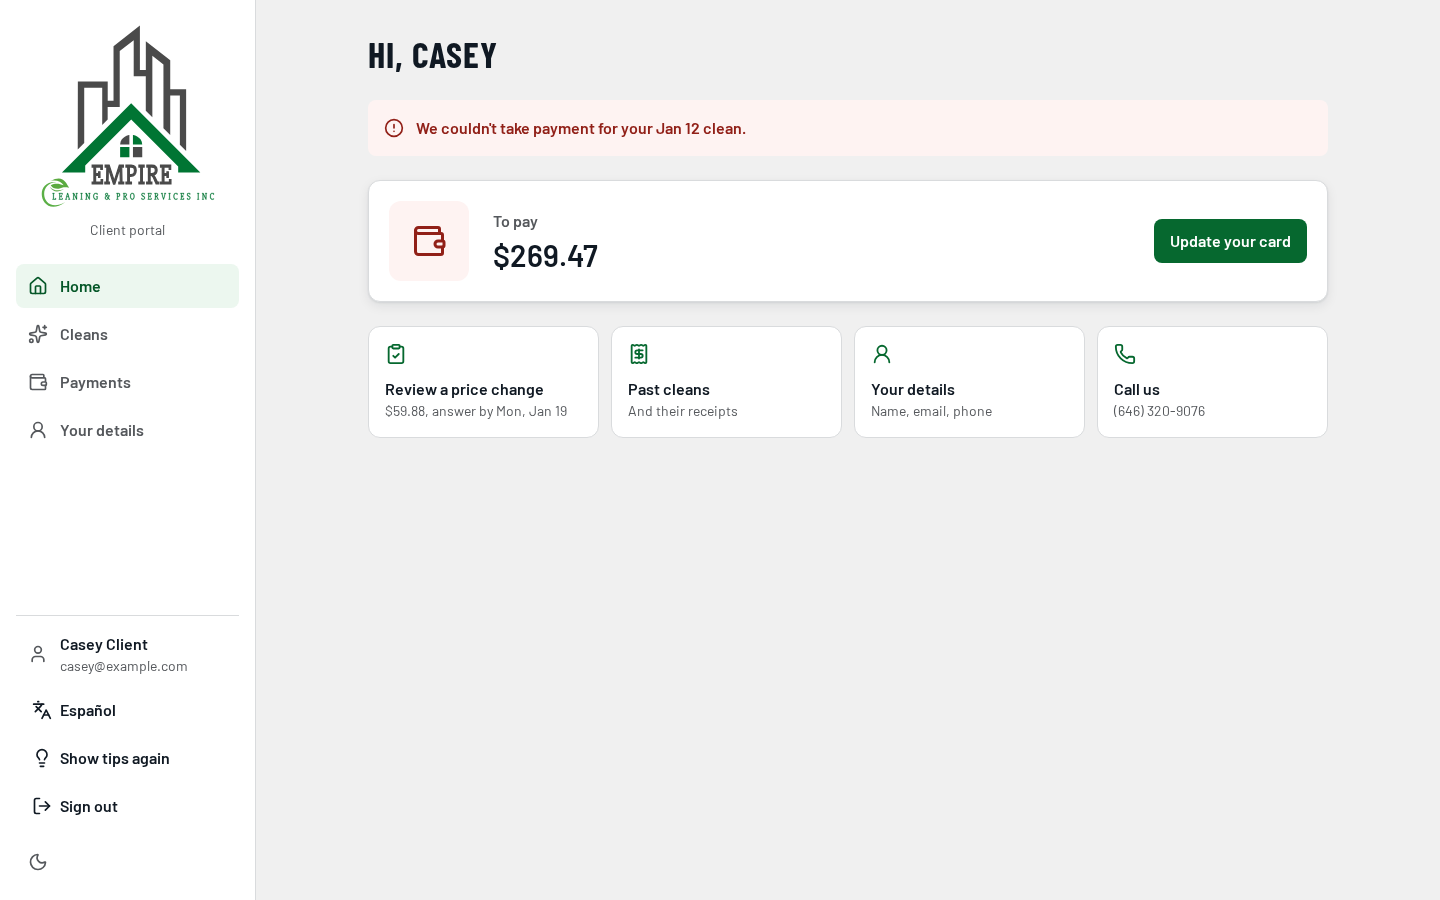 EMPIRE
LEANING & PRO SERVICES INC
Client portal
Home
Cleans
Payments
Your details
Casey Client
casey@example.com
Español
Show tips again
Sign out
HI, CASEY
We couldn't take payment for your Jan 12 clean.
To pay
$269.47
Update your card
Review a price change
$59.88, answer by Mon, Jan 19
Past cleans
And their receipts
Your details
Name, email, phone
Call us
(646) 320-9076